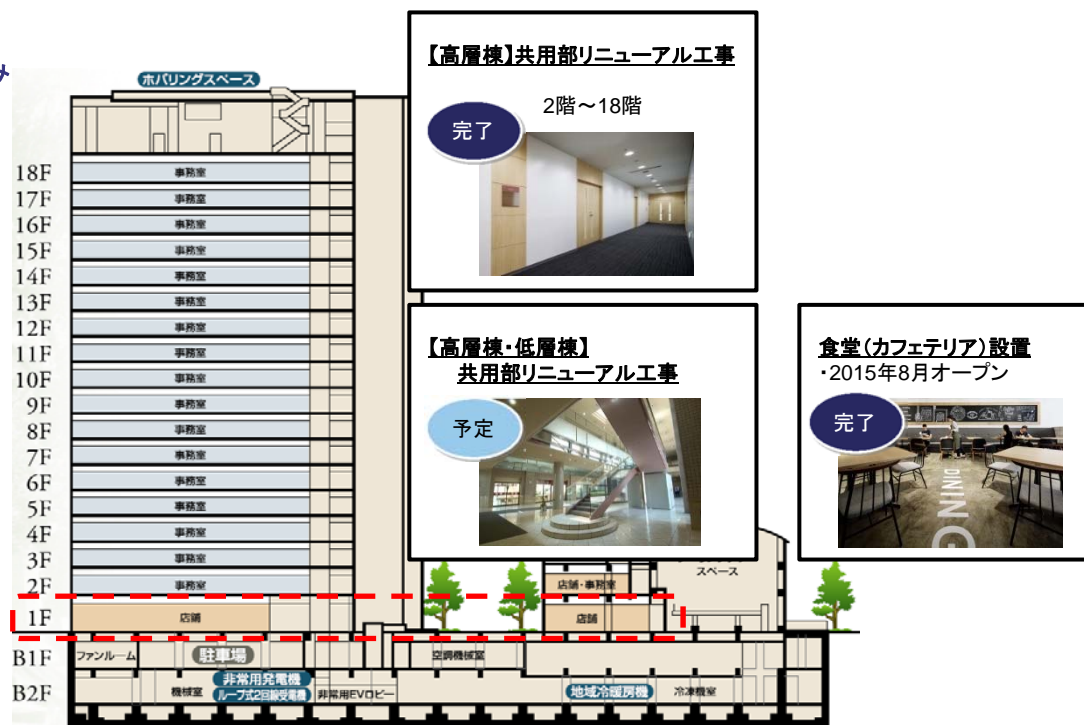 み
ホバリングスペース
【高層棟】共用部リニューアル工事
2階～18階
完了
18F 事務室
17F 事務室
16F 事務室
15F 事務室
14F 事務室
13F 事務室
12F 事務室
11F 事務室
10F 事務室
9F 事務室
8F 事務室
7F 事務室
6F 事務室
5F 事務室
4F 事務室
3F 事務室
2F 事務室
【高層棟・低層棟】
共用部リニューアル工事
予定
食堂（カフェテリア）設置
・2015年8月オープン
完了
DININ
スペース
店舗・事務室
1F 店舗 店舗
B1F ファンルーム 駐車場 空調機械室
B2F 機械室 非常用発電機 ループ式2回線受電機 非常用EVロビー 地域冷暖房機 冷凍機室